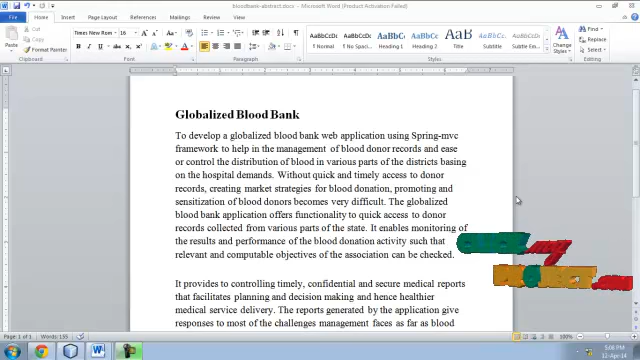 bloodbank-abstract.docx - Microsoft Word (Product Activation Failed)
File Home Insert Page Layout References Mailings Review View
Cut
Copy
Format Painter
Paste
Clipboard
Times New Rom 16
Font
Paragraph
¶ Normal ¶ No Spaci... Heading 1 Heading 2 Title Subtitle Subtle Em...
Styles
Change Styles
Find
Replace
Select
Editing
Globalized Blood Bank
To develop a globalized blood bank web application using Spring-mvc
framework to help in the management of blood donor records and ease
or control the distribution of blood in various parts of the districts basing
on the hospital demands. Without quick and timely access to donor
records, creating market strategies for blood donation, promoting and
sensitization of blood donors becomes very difficult. The globalized
blood bank application offers functionality to quick access to donor
records collected from various parts of the state. It enables monitoring of
the results and performance of the blood donation activity such that
relevant and computable objectives of the association can be checked.
It provides to controlling timely, confidential and secure medical reports
that facilitates planning and decision making and hence healthier
medical service delivery. The reports generated by the application give
responses to most of the challenges management faces as far as blood
Page: 1 of 1 Words: 155 100%
5:08 PM
12-Apr-14